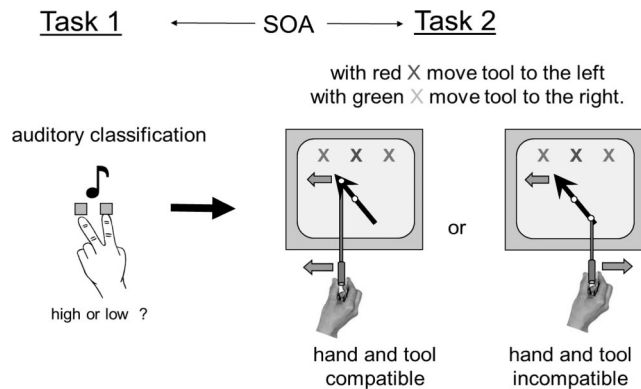 Task 1
SOA
Task 2
with red X move tool to the left
with green X move tool to the right.
auditory classification
X X X
X X X
or
high or low ?
hand and tool
compatible
hand and tool
incompatible